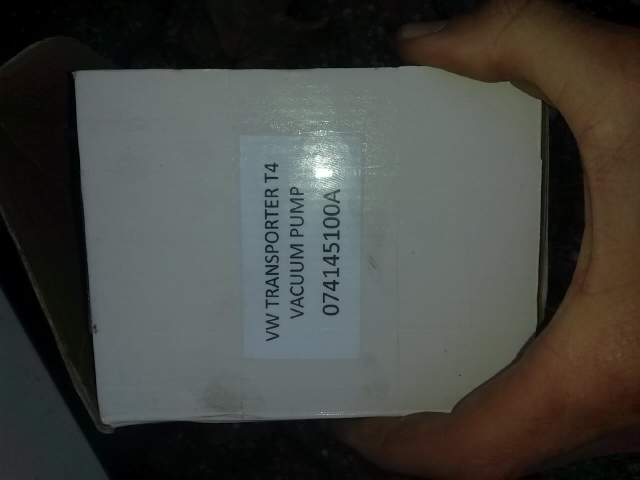 VW TRANSPORTER T4
VACUUM PUMP
074145100A